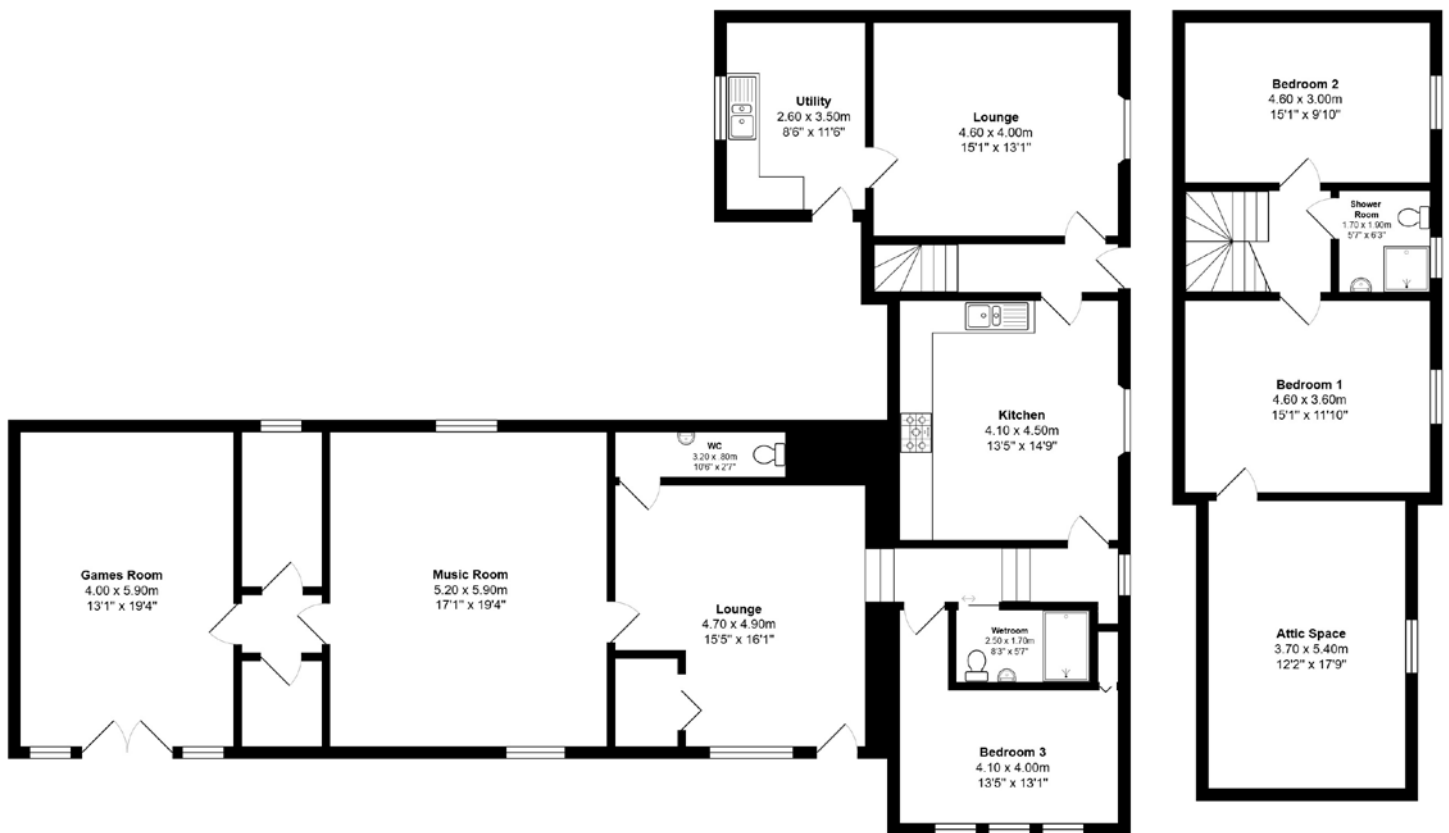 Utility
2.60 x 3.50m
8'6" x 11'6"
Lounge
4.60 x 4.00m
15'1" x 13'1"
Bedroom 2
4.60 x 3.00m
15'1" x 9'10"
Shower
Room
1.70 x 1.90m
5'7" x 6'3"
Kitchen
4.10 x 4.50m
13'5" x 14'9"
Bedroom 1
4.60 x 3.60m
15'1" x 11'10"
WC
3.20 x .80m
10'6" x 2'7"
Games Room
4.00 x 5.90m
13'1" x 19'4"
Music Room
5.20 x 5.90m
17'1" x 19'4"
Lounge
4.70 x 4.90m
15'5" x 16'1"
Wetroom
2.50 x 1.70m
8'3" x 5'7"
Attic Space
3.70 x 5.40m
12'2" x 17'9"
Bedroom 3
4.10 x 4.00m
13'5" x 13'1"